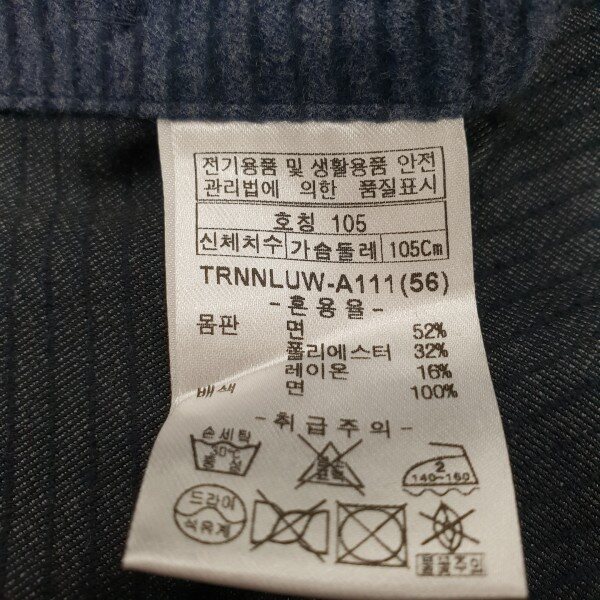 전기용품 및 생활용품 안전
관리법에 의한 품질표시
호칭 105
신체치수 가슴둘레 105Cm
TRNNLUW-A111(56)
-혼용율-
몸판 면 52%
폴리에스터 32%
레이온 16%
배색 면 100%
-취급주의-
손세탁
30℃
중성
2
140~160
드라이
석유계
물살주의